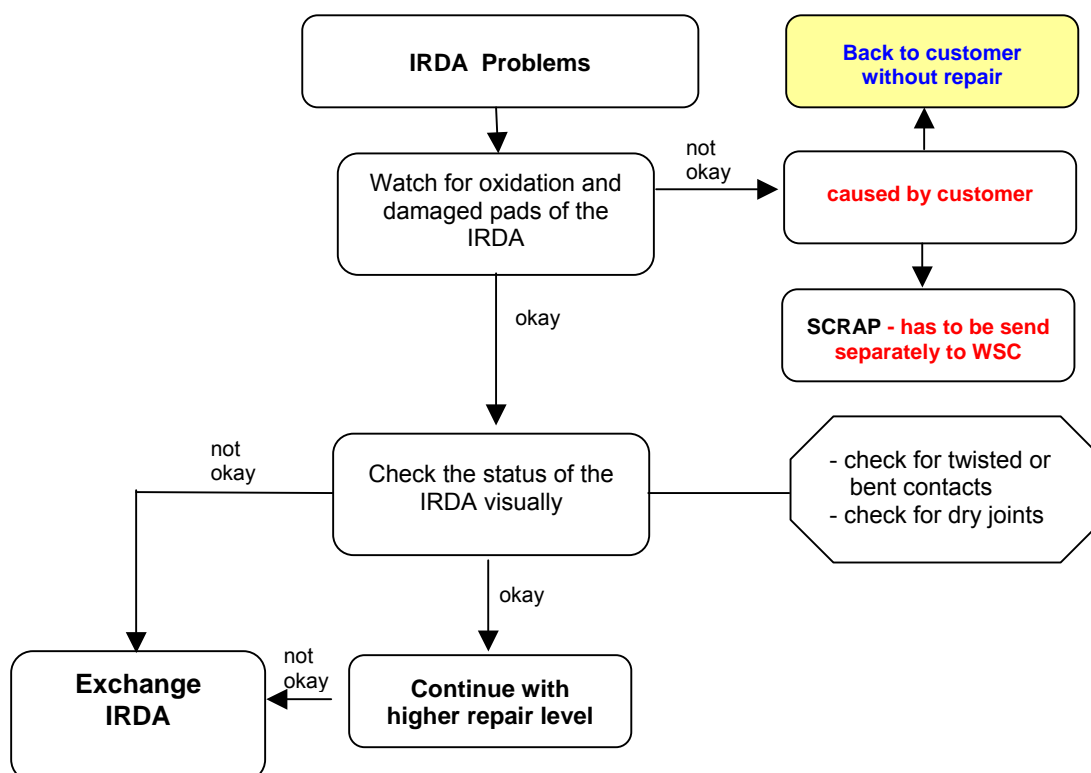 IRDA Problems
Back to customer
without repair
not
okay
Watch for oxidation and
damaged pads of the
IRDA
caused by customer
okay
SCRAP - has to be send
separately to WSC
not
okay
Check the status of the
IRDA visually
- check for twisted or
bent contacts
- check for dry joints
okay
Exchange
IRDA
not
okay
Continue with
higher repair level